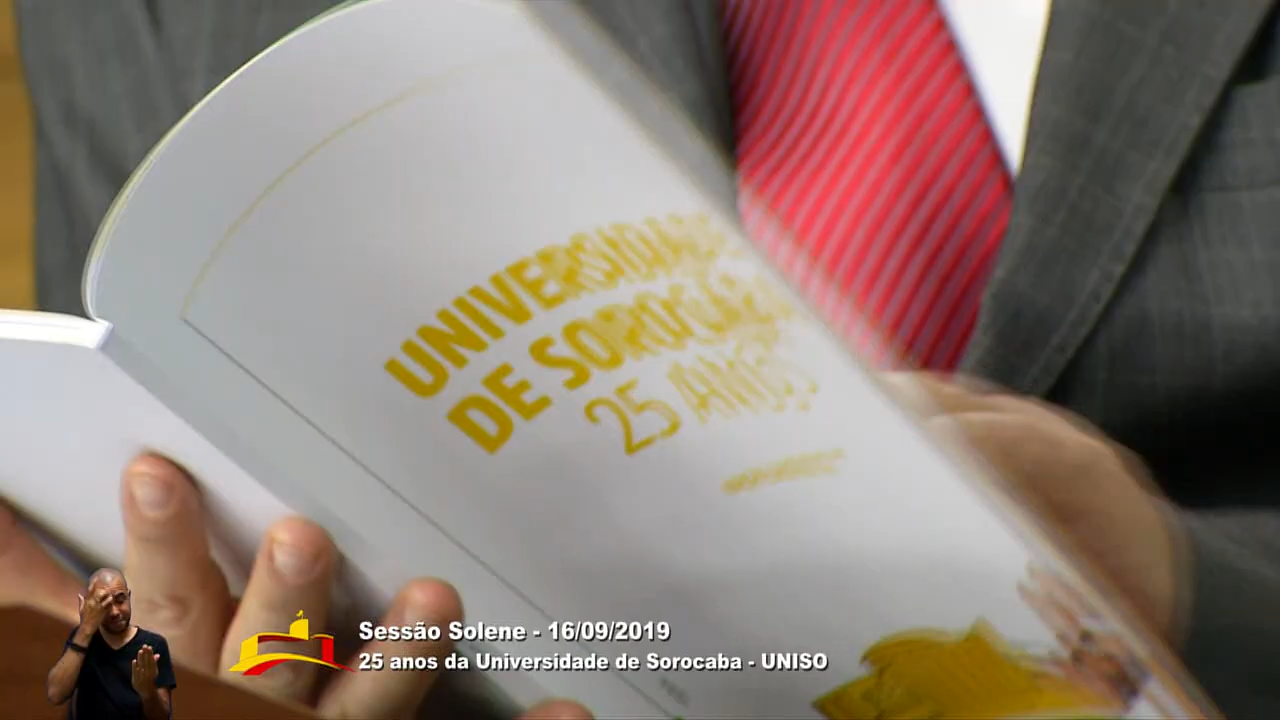 UNIVERSIDADE
DE SOROCABA
25 ANOS
Sessão Solene - 16/09/2019
25 anos da Universidade de Sorocaba - UNISO